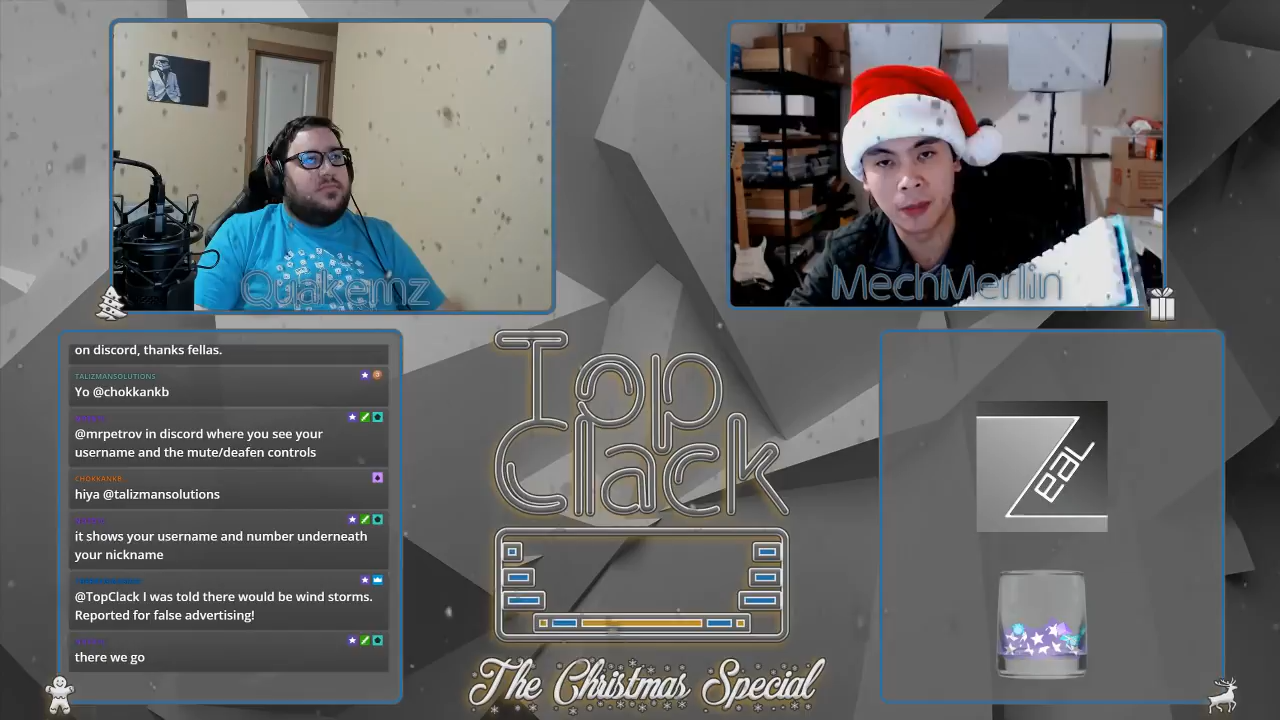 Quakemz
MechMerlin
on discord, thanks fellas.
TALIZMANSOLUTIONS
Yo @chokkankb
@mrpetrov in discord where you see your
username and the mute/deafen controls
CHOKKANKB
hiya @talizmansolutions
it shows your username and number underneath
your nickname
@TopClack I was told there would be wind storms.
Reported for false advertising!
there we go
Top
Clack
The Christmas Special
Zeal